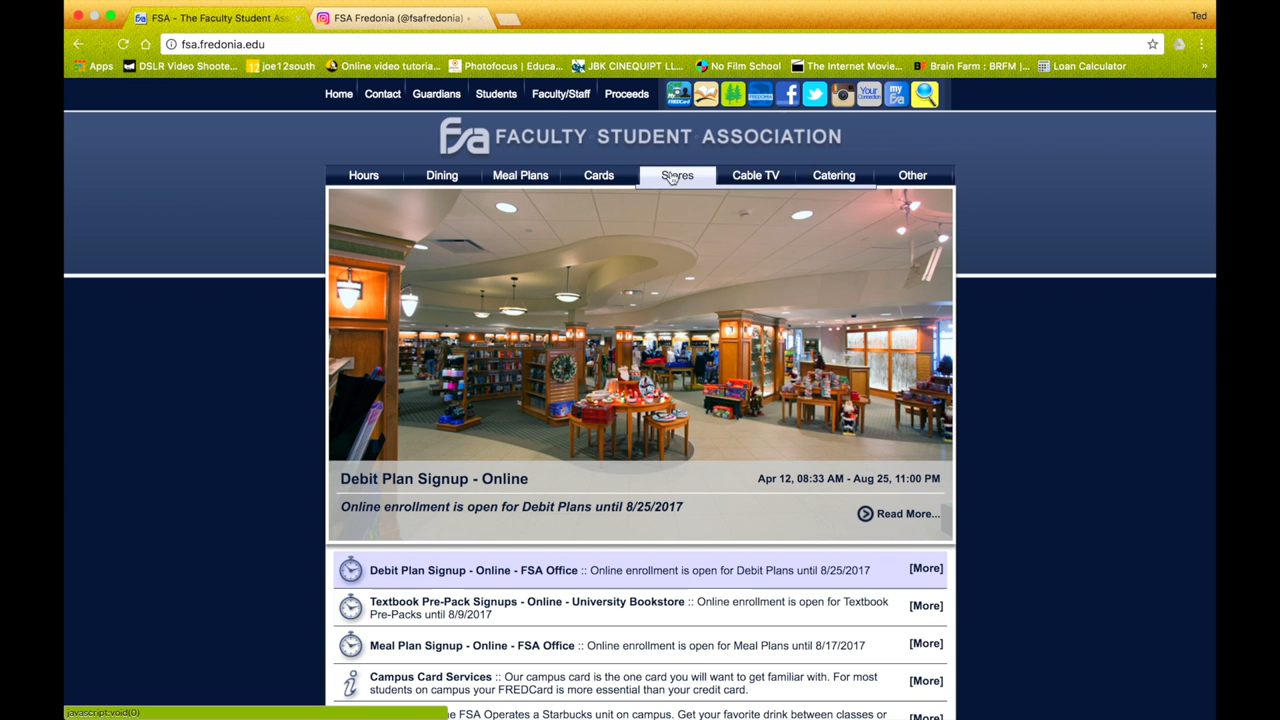 FSA - The Faculty Student Ass
FSA Fredonia (@fsafredonia) •
Ted
fsa.fredonia.edu
Apps
DSLR Video Shoote...
joe12south
Online video tutoria...
Photofocus | Educa...
JBK CINEQUIPT LL...
No Film School
The Internet Movie...
Brain Farm : BRFM |...
Loan Calculator
»
Home Contact Guardians Students Faculty/Staff Proceeds
Your Connection
my FSA
fsa FACULTY STUDENT ASSOCIATION
Hours Dining Meal Plans Cards Stores Cable TV Catering Other
Debit Plan Signup - Online
Apr 12, 08:33 AM - Aug 25, 11:00 PM
Online enrollment is open for Debit Plans until 8/25/2017
Read More...
Debit Plan Signup - Online - FSA Office :: Online enrollment is open for Debit Plans until 8/25/2017 [More]
Textbook Pre-Pack Signups - Online - University Bookstore :: Online enrollment is open for Textbook [More]
Pre-Packs until 8/9/2017
Meal Plan Signup - Online - FSA Office :: Online enrollment is open for Meal Plans until 8/17/2017 [More]
Campus Card Services :: Our campus card is the one card you will want to get familiar with. For most [More]
students on campus your FREDCard is more essential than your credit card.
he FSA Operates a Starbucks unit on campus. Get your favorite drink between classes or [More]
javascript:void(0)